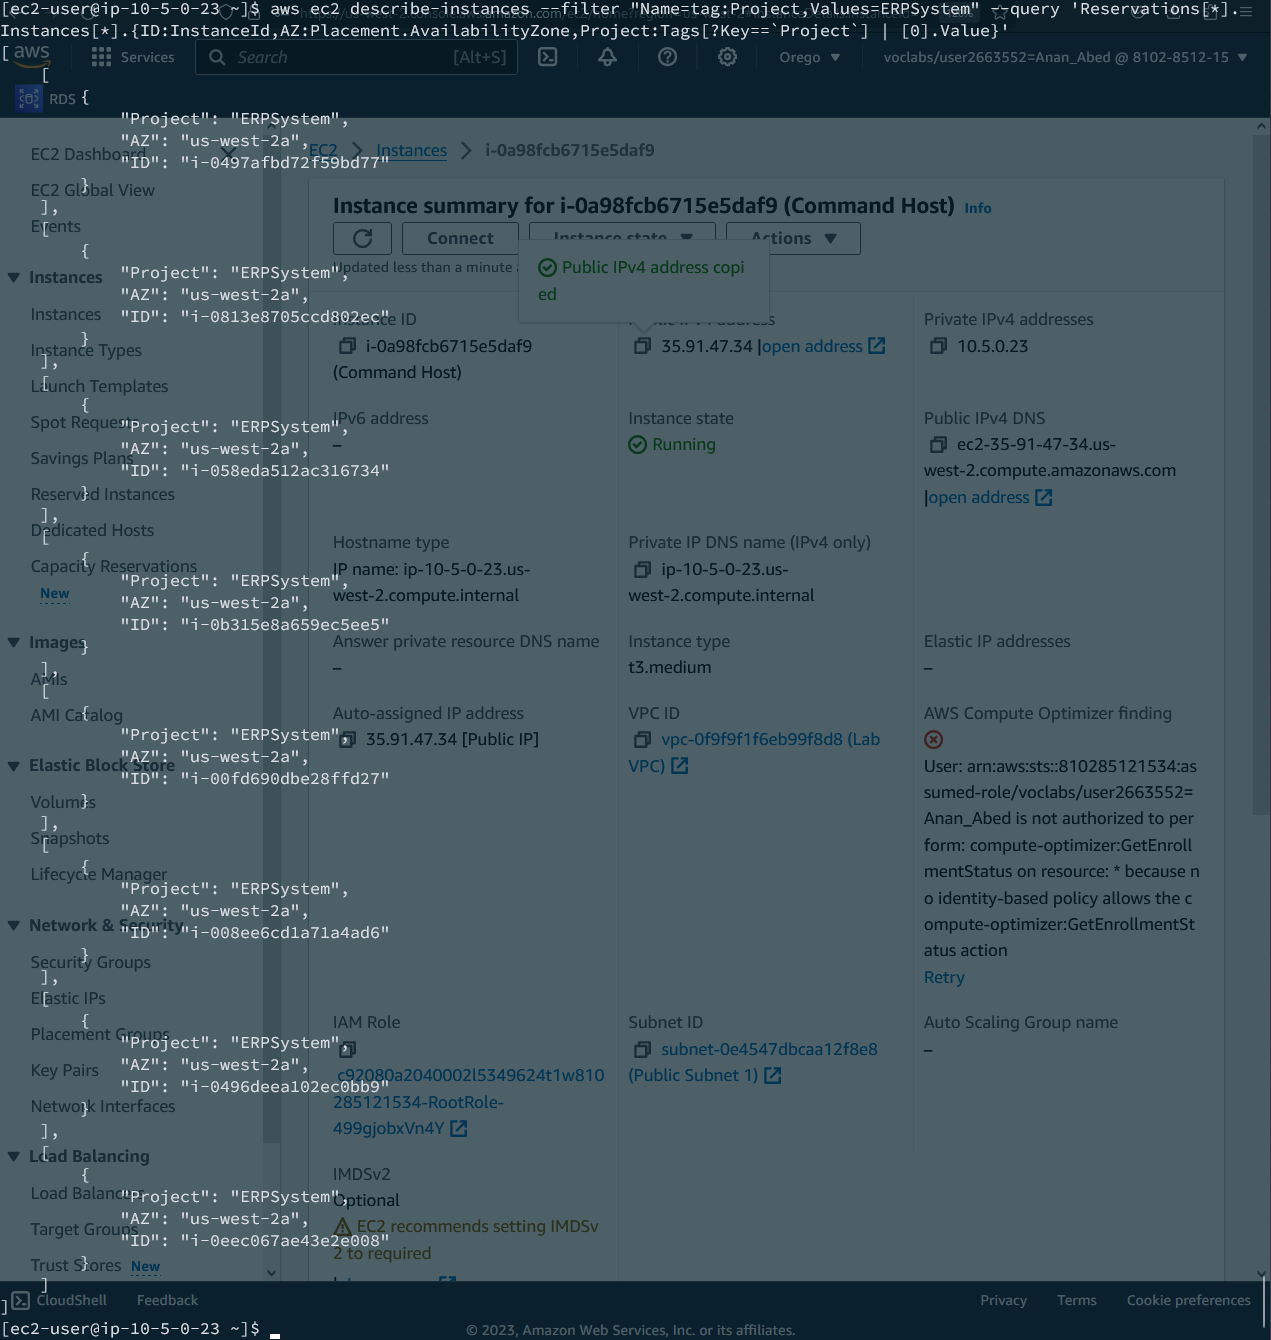 [ec2-user@ip-10-5-0-23 ~]$ aws ec2 describe-instances --filter "Name=tag:Project,Values=ERPSystem" --query 'Reservations[*].
Instances[*].{ID:InstanceId,AZ:Placement.AvailabilityZone,Project:Tags[?Key==`Project`] | [0].Value}'
[
    [
        {
            "Project": "ERPSystem",
            "AZ": "us-west-2a",
            "ID": "i-0497afbd72f59bd77"
        }
    ],
    [
        {
            "Project": "ERPSystem",
            "AZ": "us-west-2a",
            "ID": "i-0813e8705ccd802ec"
        }
    ],
    [
        {
            "Project": "ERPSystem",
            "AZ": "us-west-2a",
            "ID": "i-058eda512ac316734"
        }
    ],
    [
        {
            "Project": "ERPSystem",
            "AZ": "us-west-2a",
            "ID": "i-0b315e8a659ec5ee5"
        }
    ],
    [
        {
            "Project": "ERPSystem",
            "AZ": "us-west-2a",
            "ID": "i-00fd690dbe28ffd27"
        }
    ],
    [
        {
            "Project": "ERPSystem",
            "AZ": "us-west-2a",
            "ID": "i-008ee6cd1a71a4ad6"
        }
    ],
    [
        {
            "Project": "ERPSystem",
            "AZ": "us-west-2a",
            "ID": "i-0496deea102ec0bb9"
        }
    ],
    [
        {
            "Project": "ERPSystem",
            "AZ": "us-west-2a",
            "ID": "i-0eec067ae43e2e008"
        }
    ]
]
[ec2-user@ip-10-5-0-23 ~]$
aws
Services
Search
[Alt+S]
Orego
voclabs/user2663552=Anan_Abed @ 8102-8512-15
RDS
EC2 Dashboard
EC2 Global View
Events
Instances
Instances
Instance Types
Launch Templates
Spot Requests
Savings Plans
Reserved Instances
Dedicated Hosts
Capacity Reservations
New
Images
AMIs
AMI Catalog
Elastic Block Store
Volumes
Snapshots
Lifecycle Manager
Network & Security
Security Groups
Elastic IPs
Placement Groups
Key Pairs
Network Interfaces
Load Balancing
Load Balancers
Target Groups
Trust Stores New
EC2 > Instances > i-0a98fcb6715e5daf9
Instance summary for i-0a98fcb6715e5daf9 (Command Host) Info
Connect
Instance state
Actions
Updated less than a minute
Public IPv4 address copi
ed
Instance ID
i-0a98fcb6715e5daf9
(Command Host)
Public IPv4 address
35.91.47.34 |open address
Private IPv4 addresses
10.5.0.23
IPv6 address
–
Instance state
Running
Public IPv4 DNS
ec2-35-91-47-34.us-
west-2.compute.amazonaws.com
|open address
Hostname type
IP name: ip-10-5-0-23.us-
west-2.compute.internal
Private IP DNS name (IPv4 only)
ip-10-5-0-23.us-
west-2.compute.internal
Answer private resource DNS name
–
Instance type
t3.medium
Elastic IP addresses
–
Auto-assigned IP address
35.91.47.34 [Public IP]
VPC ID
vpc-0f9f9f1f6eb99f8d8 (Lab
VPC)
AWS Compute Optimizer finding
User: arn:aws:sts::810285121534:as
sumed-role/voclabs/user2663552=
Anan_Abed is not authorized to per
form: compute-optimizer:GetEnroll
mentStatus on resource: * because n
o identity-based policy allows the c
ompute-optimizer:GetEnrollmentSt
atus action
Retry
IAM Role
c92080a2040002l5349624t1w810
285121534-RootRole-
499gjobxVn4Y
Subnet ID
subnet-0e4547dbcaa12f8e8
(Public Subnet 1)
Auto Scaling Group name
–
IMDSv2
Optional
EC2 recommends setting IMDSv
2 to required
CloudShell
Feedback
Privacy
Terms
Cookie preferences
© 2023, Amazon Web Services, Inc. or its affiliates.